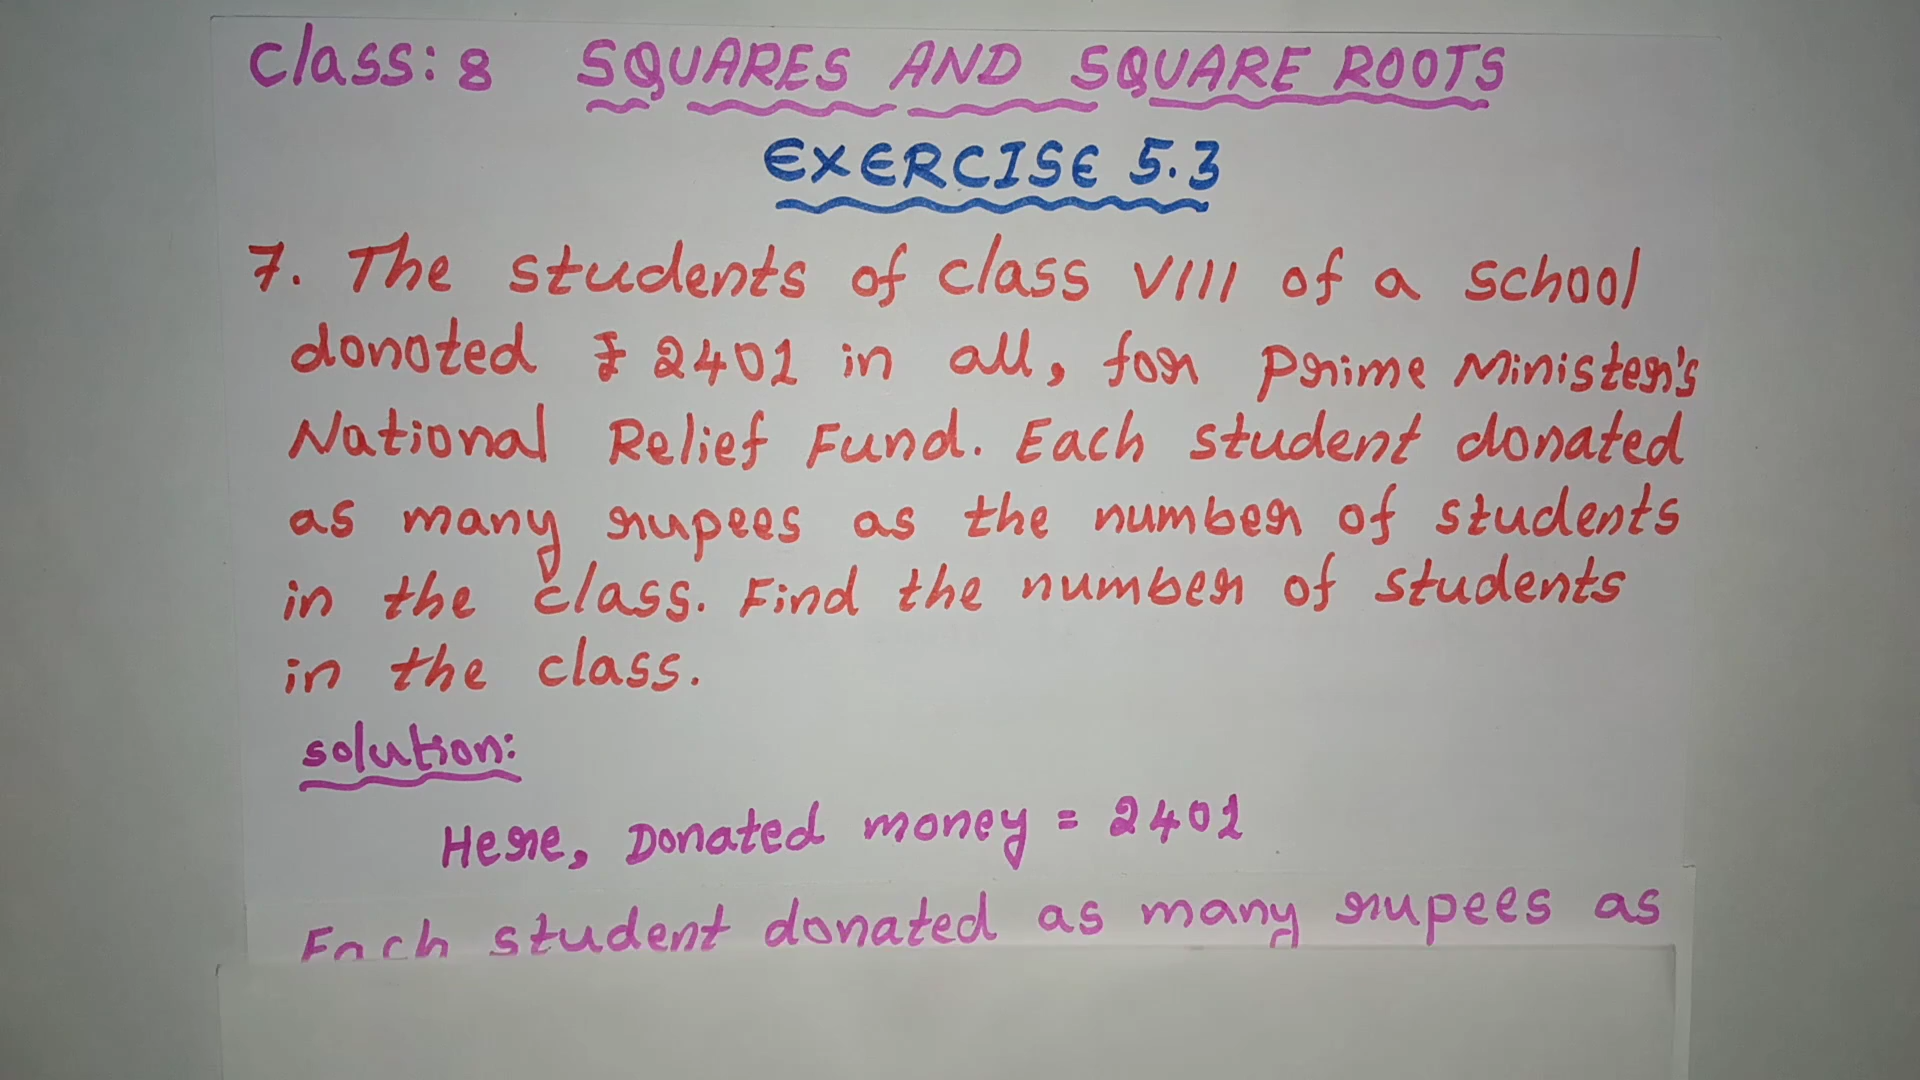 class: 8 SQUARES AND SQUARE ROOTS
EXERCISE 5.3
7. The students of class VIII of a school
donoted ₹ 2401 in all, for Prime Minister's
National Relief Fund. Each student donated
as many rupees as the number of students
in the class. Find the number of students
in the class.
solution:
Here, Donated money = 2401
Each student donated as many rupees as